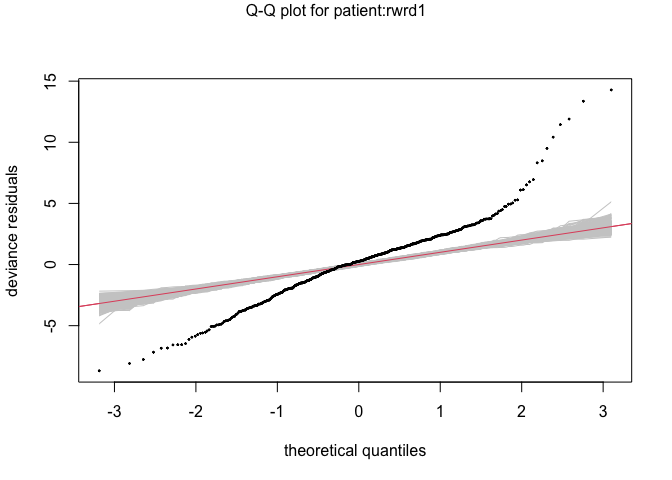 Q-Q plot for patient:rwrd1
15
10
5
0
-5
deviance residuals
-3 -2 -1 0 1 2 3
theoretical quantiles